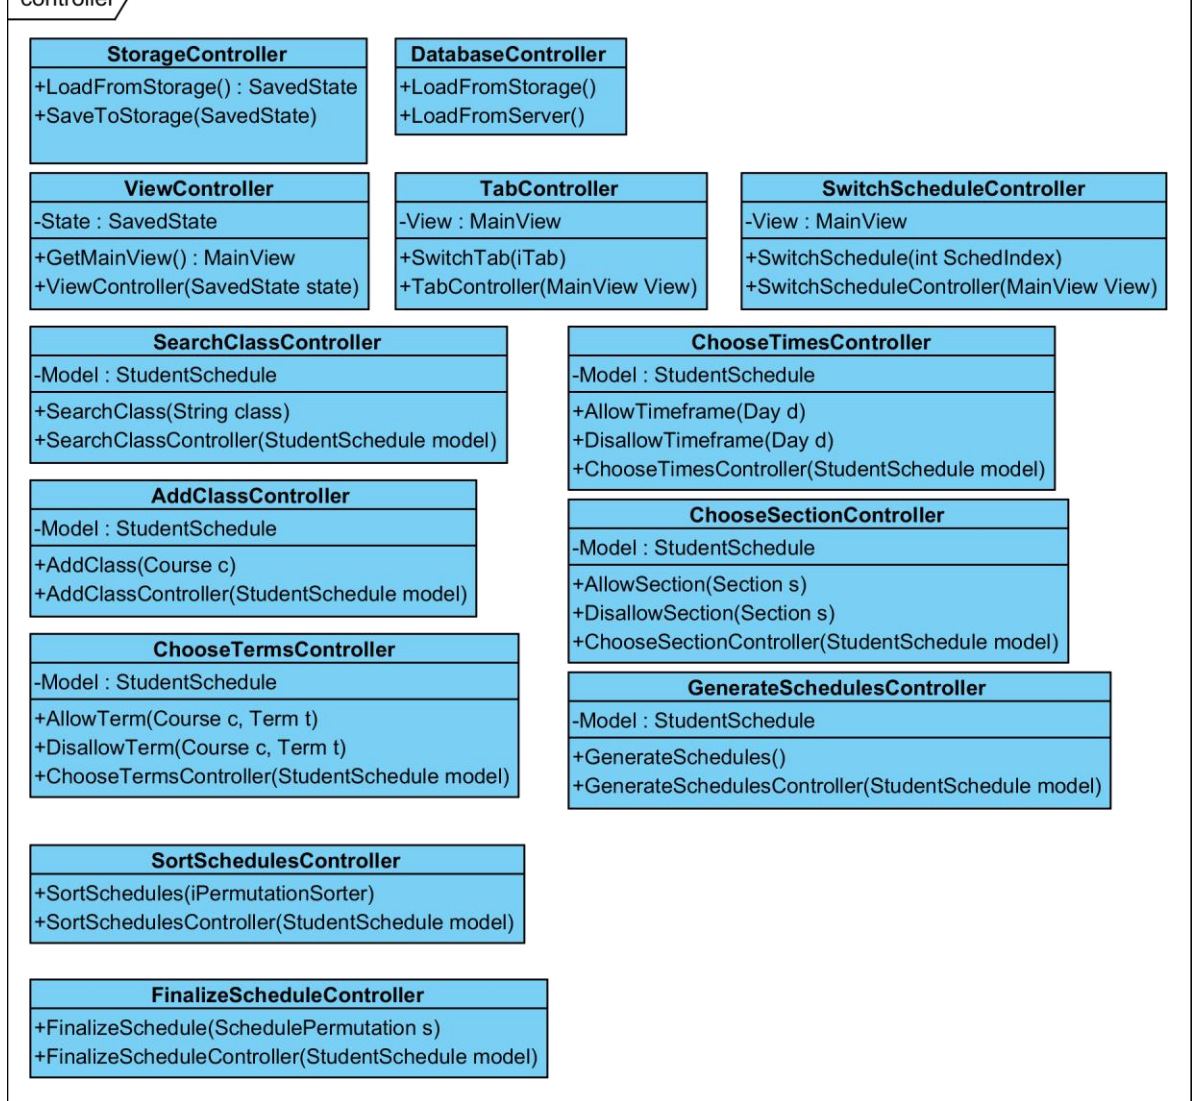 controller
StorageController
+LoadFromStorage() : SavedState
+SaveToStorage(SavedState)
DatabaseController
+LoadFromStorage()
+LoadFromServer()
ViewController
-State : SavedState
+GetMainView() : MainView
+ViewController(SavedState state)
TabController
-View : MainView
+SwitchTab(iTab)
+TabController(MainView View)
SwitchScheduleController
-View : MainView
+SwitchSchedule(int SchedIndex)
+SwitchScheduleController(MainView View)
SearchClassController
-Model : StudentSchedule
+SearchClass(String class)
+SearchClassController(StudentSchedule model)
ChooseTimesController
-Model : StudentSchedule
+AllowTimeframe(Day d)
+DisallowTimeframe(Day d)
+ChooseTimesController(StudentSchedule model)
AddClassController
-Model : StudentSchedule
+AddClass(Course c)
+AddClassController(StudentSchedule model)
ChooseSectionController
-Model : StudentSchedule
+AllowSection(Section s)
+DisallowSection(Section s)
+ChooseSectionController(StudentSchedule model)
ChooseTermsController
-Model : StudentSchedule
+AllowTerm(Course c, Term t)
+DisallowTerm(Course c, Term t)
+ChooseTermsController(StudentSchedule model)
GenerateSchedulesController
-Model : StudentSchedule
+GenerateSchedules()
+GenerateSchedulesController(StudentSchedule model)
SortSchedulesController
+SortSchedules(iPermutationSorter)
+SortSchedulesController(StudentSchedule model)
FinalizeScheduleController
+FinalizeSchedule(SchedulePermutation s)
+FinalizeScheduleController(StudentSchedule model)